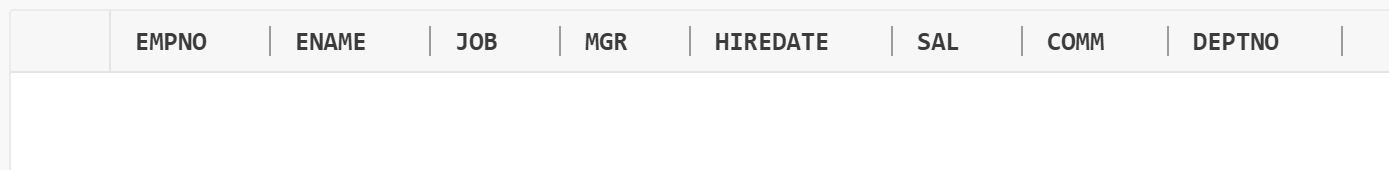 EMPNO ENAME JOB MGR HIREDATE SAL COMM DEPTNO